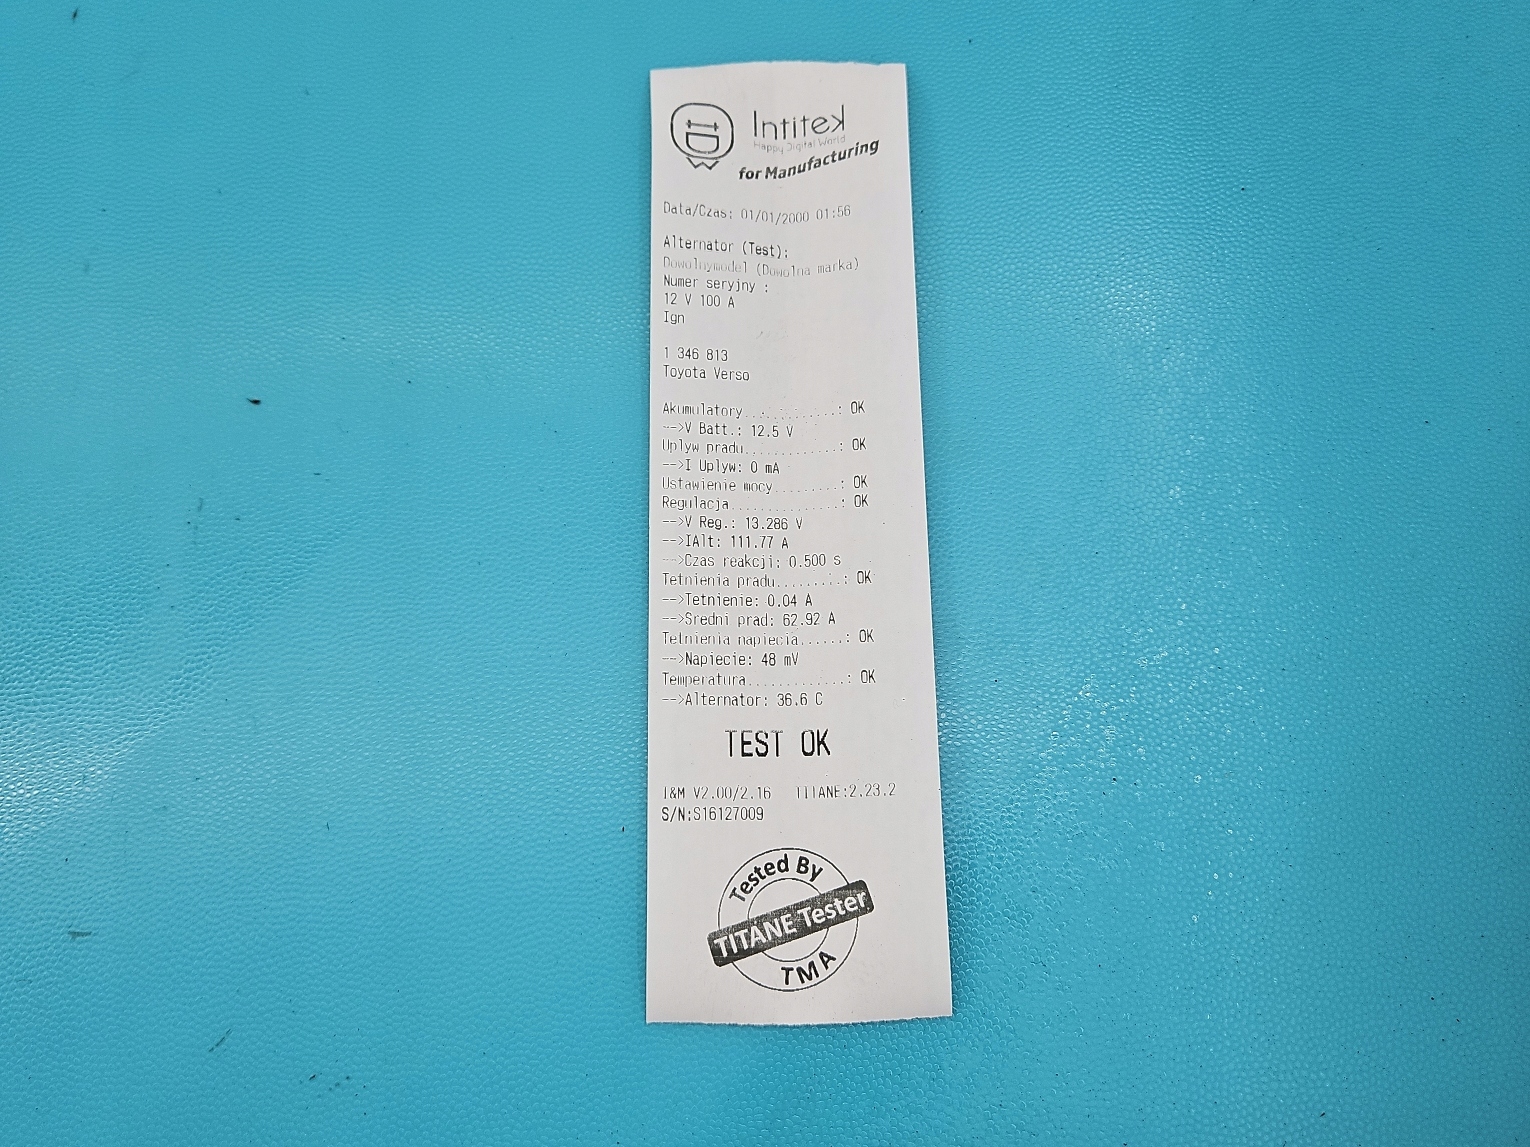 Intitek
Happy Digital World
for Manufacturing
Data/Czas: 01/01/2000 01:56
Alternator (Test):
Dowolnymodel (Dowolna marka)
Numer seryjny :
12 V 100 A
Ign
1 346 813
Toyota Verso
Akumulatory.............: OK
-->V Batt.: 12.5 V
Uplyw pradu.............: OK
-->I Uplyw: 0 mA
Ustawienie mocy.........: OK
Regulacja...............: OK
-->V Reg.: 13.286 V
-->IAlt: 111.77 A
-->Czas reakcji: 0.500 s
Tetnienia pradu.........: OK
-->Tetnienie: 0.04 A
-->Sredni prad: 62.92 A
Tetnienia napiecia......: OK
-->Napiecie: 48 mV
Temperatura.............: OK
-->Alternator: 36.6 C
TEST OK
I&M V2.00/2.16 TITANE:2.23.2
S/N:S16127009
Tested By
TITANE Tester
TMA